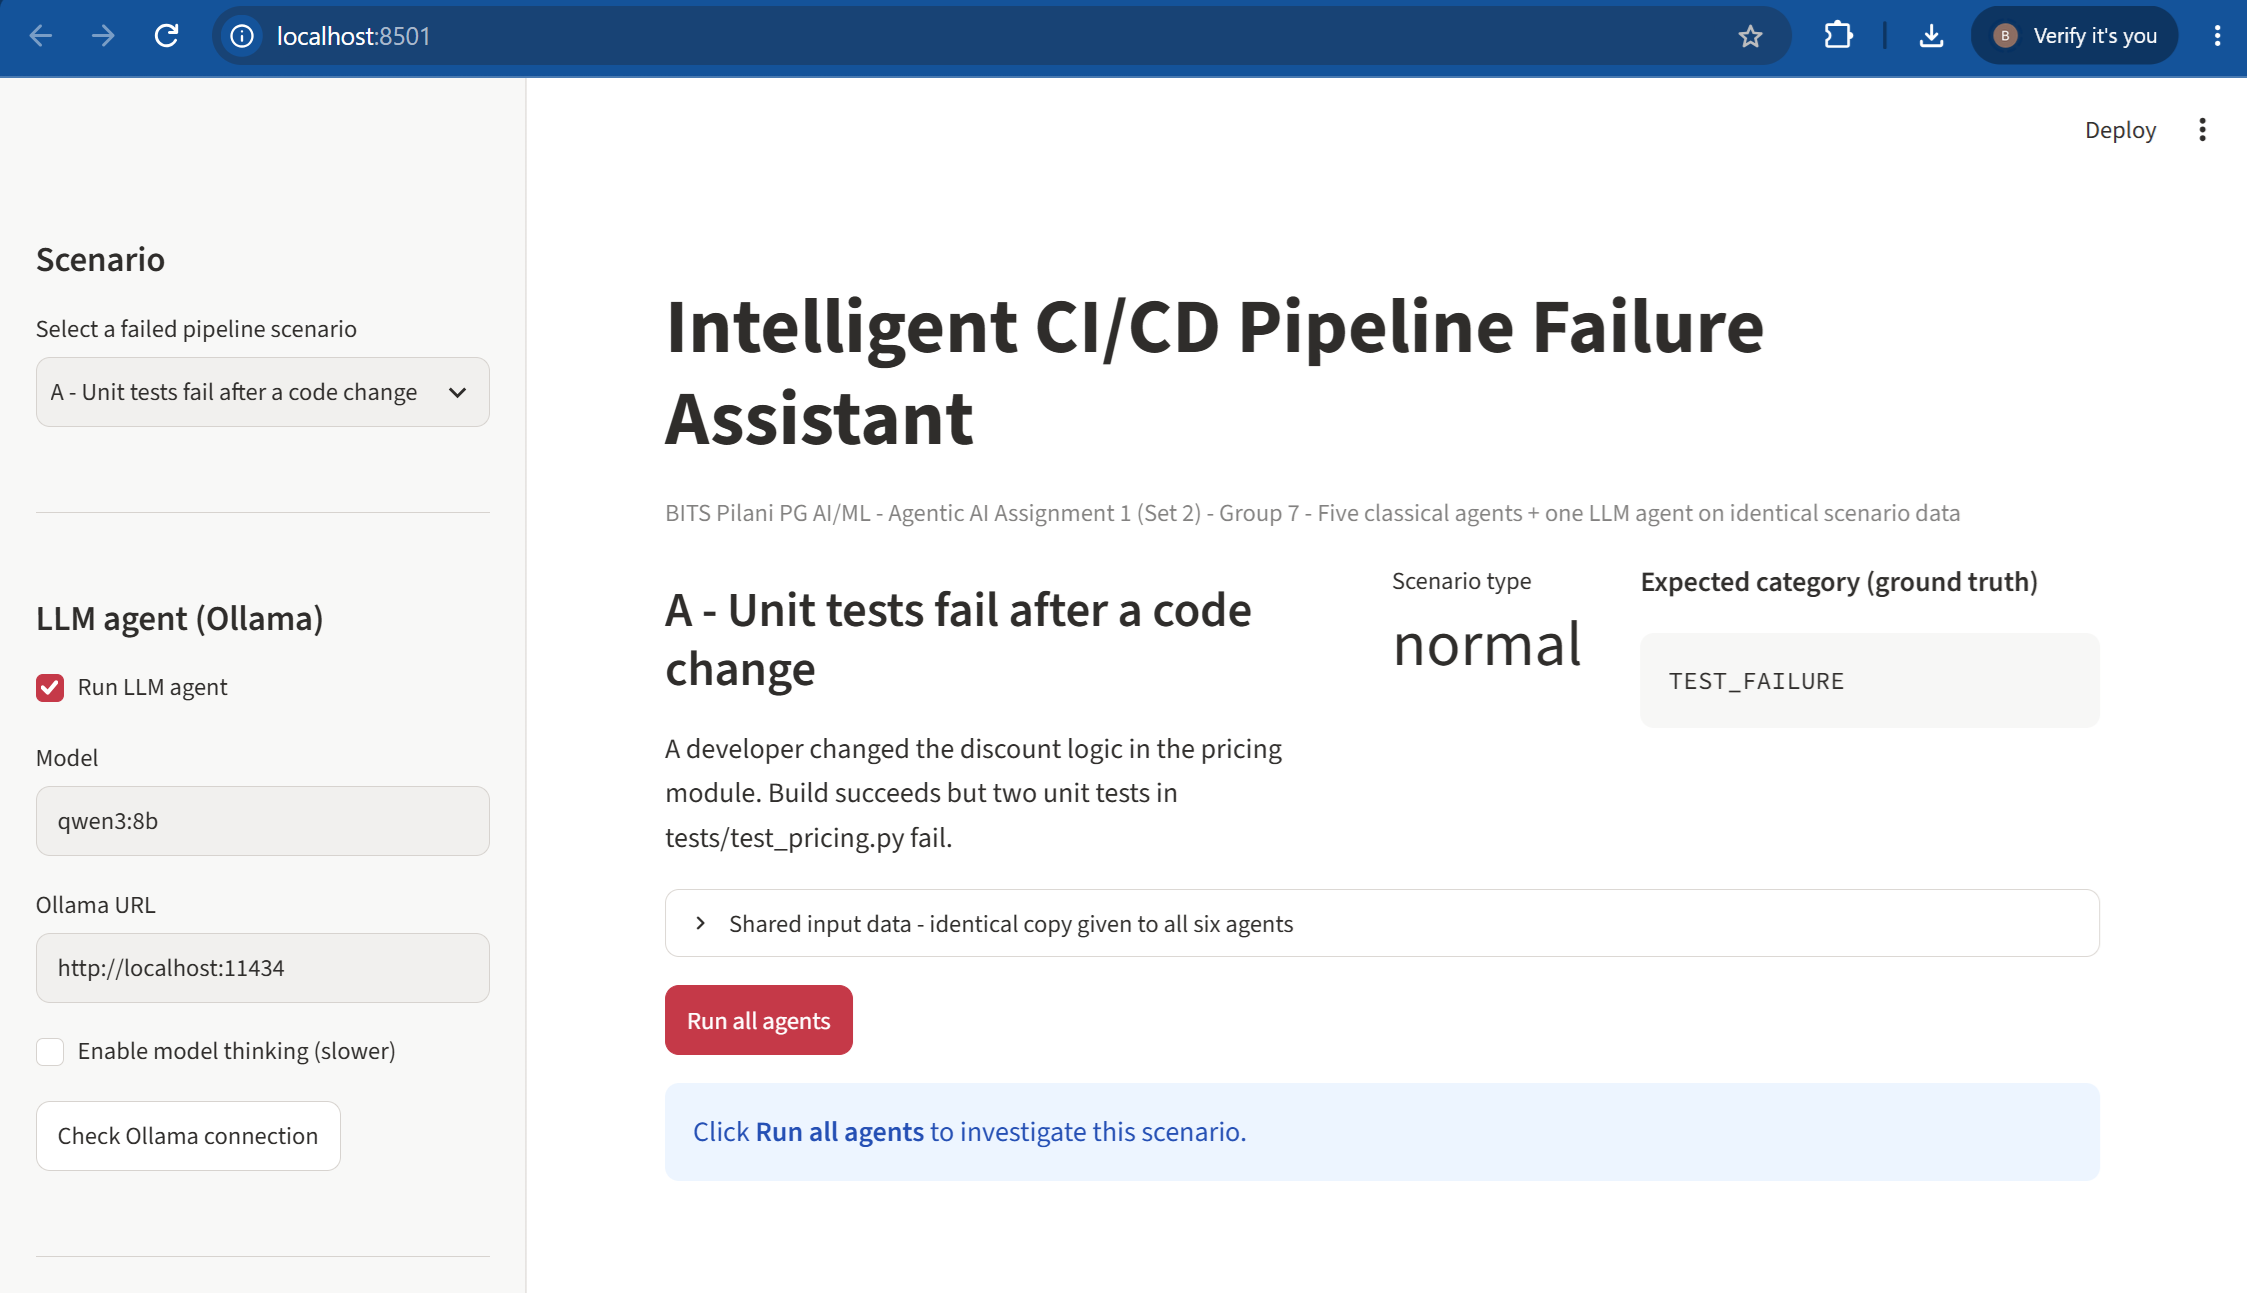 localhost:8501
B
Verify it's you
Deploy
Scenario
Select a failed pipeline scenario
A - Unit tests fail after a code change
LLM agent (Ollama)
Run LLM agent
Model
qwen3:8b
Ollama URL
http://localhost:11434
Enable model thinking (slower)
Check Ollama connection
Intelligent CI/CD Pipeline Failure
Assistant
BITS Pilani PG AI/ML - Agentic AI Assignment 1 (Set 2) - Group 7 - Five classical agents + one LLM agent on identical scenario data
A - Unit tests fail after a code
change
A developer changed the discount logic in the pricing
module. Build succeeds but two unit tests in
tests/test_pricing.py fail.
Scenario type
normal
Expected category (ground truth)
TEST_FAILURE
Shared input data - identical copy given to all six agents
Run all agents
Click Run all agents to investigate this scenario.